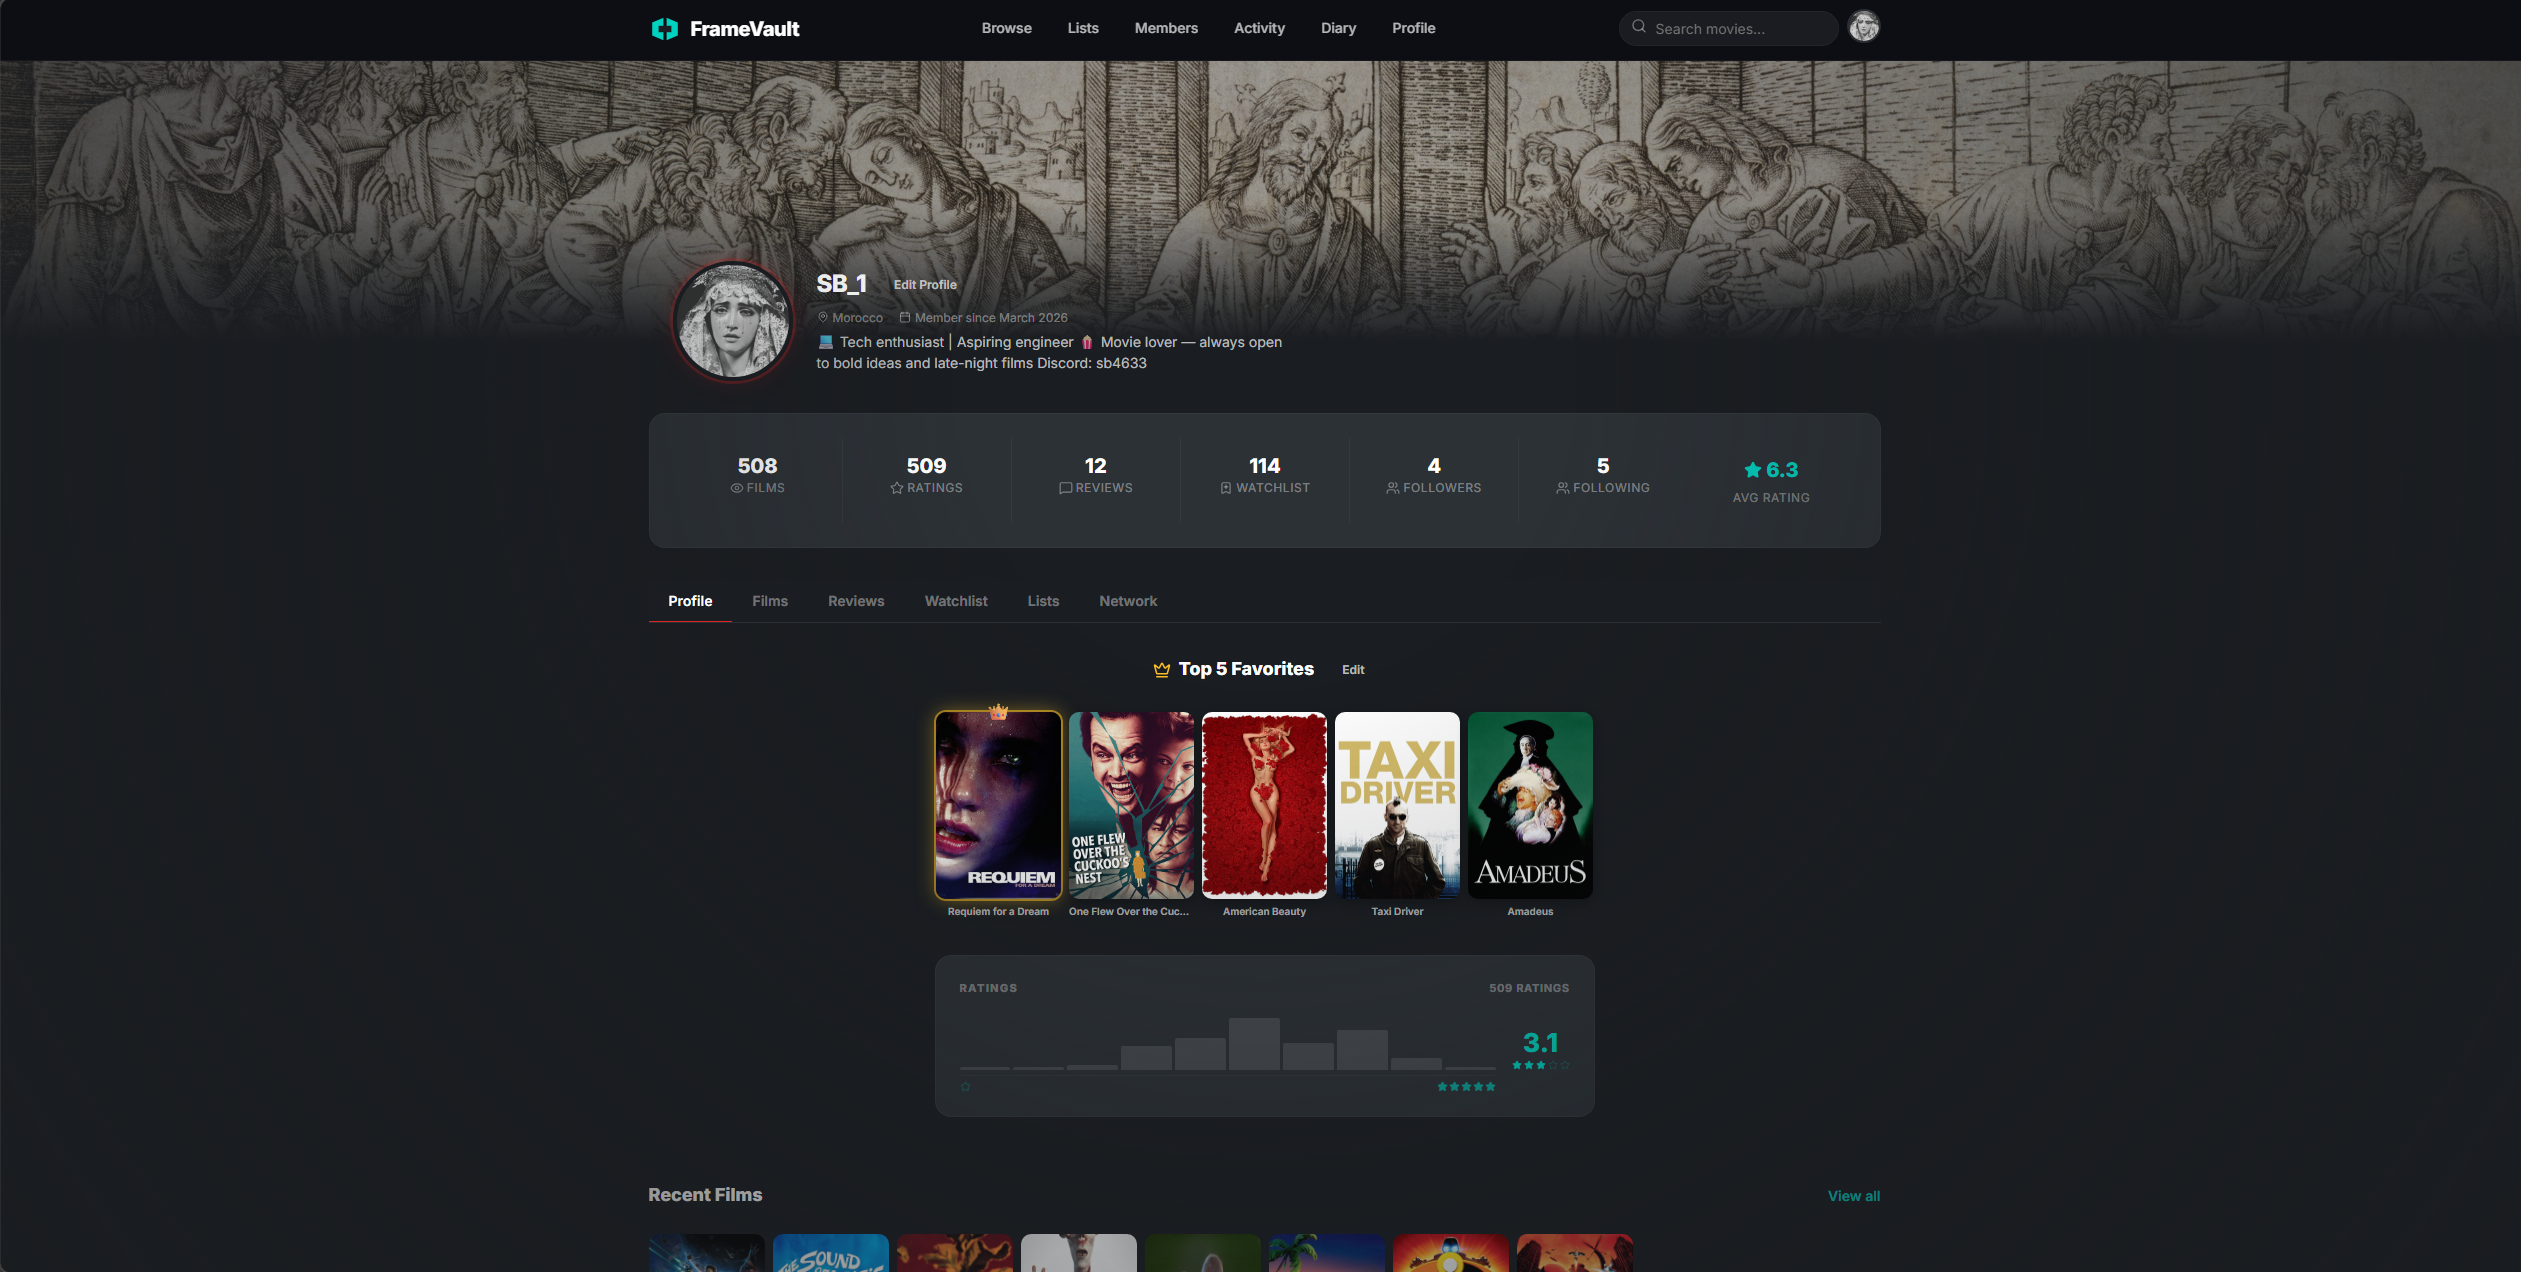 FrameVault
Browse
Lists
Members
Activity
Diary
Profile
Search movies...
SB_1
Edit Profile
Morocco
Member since March 2026
Tech enthusiast | Aspiring engineer 🍿 Movie lover — always open
to bold ideas and late-night films Discord: sb4633
508
FILMS
509
RATINGS
12
REVIEWS
114
WATCHLIST
4
FOLLOWERS
5
FOLLOWING
6.3
AVG RATING
Profile
Films
Reviews
Watchlist
Lists
Network
Top 5 Favorites
Edit
REQUIEM
FOR A DREAM
ONE FLEW
OVER THE
CUCKOO'S
NEST
TAXI
DRIVER
AMADEUS
Requiem for a Dream
One Flew Over the Cuc...
American Beauty
Taxi Driver
Amadeus
RATINGS
509 RATINGS
3.1
Recent Films
View all
THE SOUND